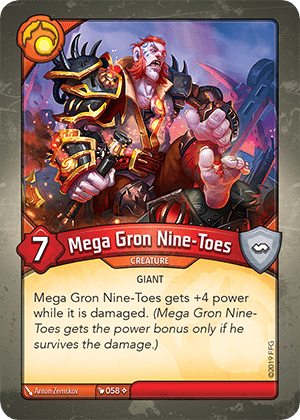 7
Mega Gron Nine-Toes
CREATURE
GIANT
Mega Gron Nine-Toes gets +4 power
while it is damaged. (Mega Gron Nine-
Toes gets the power bonus only if he
survives the damage.)
Anton Zemskov
058
©2019 FFG